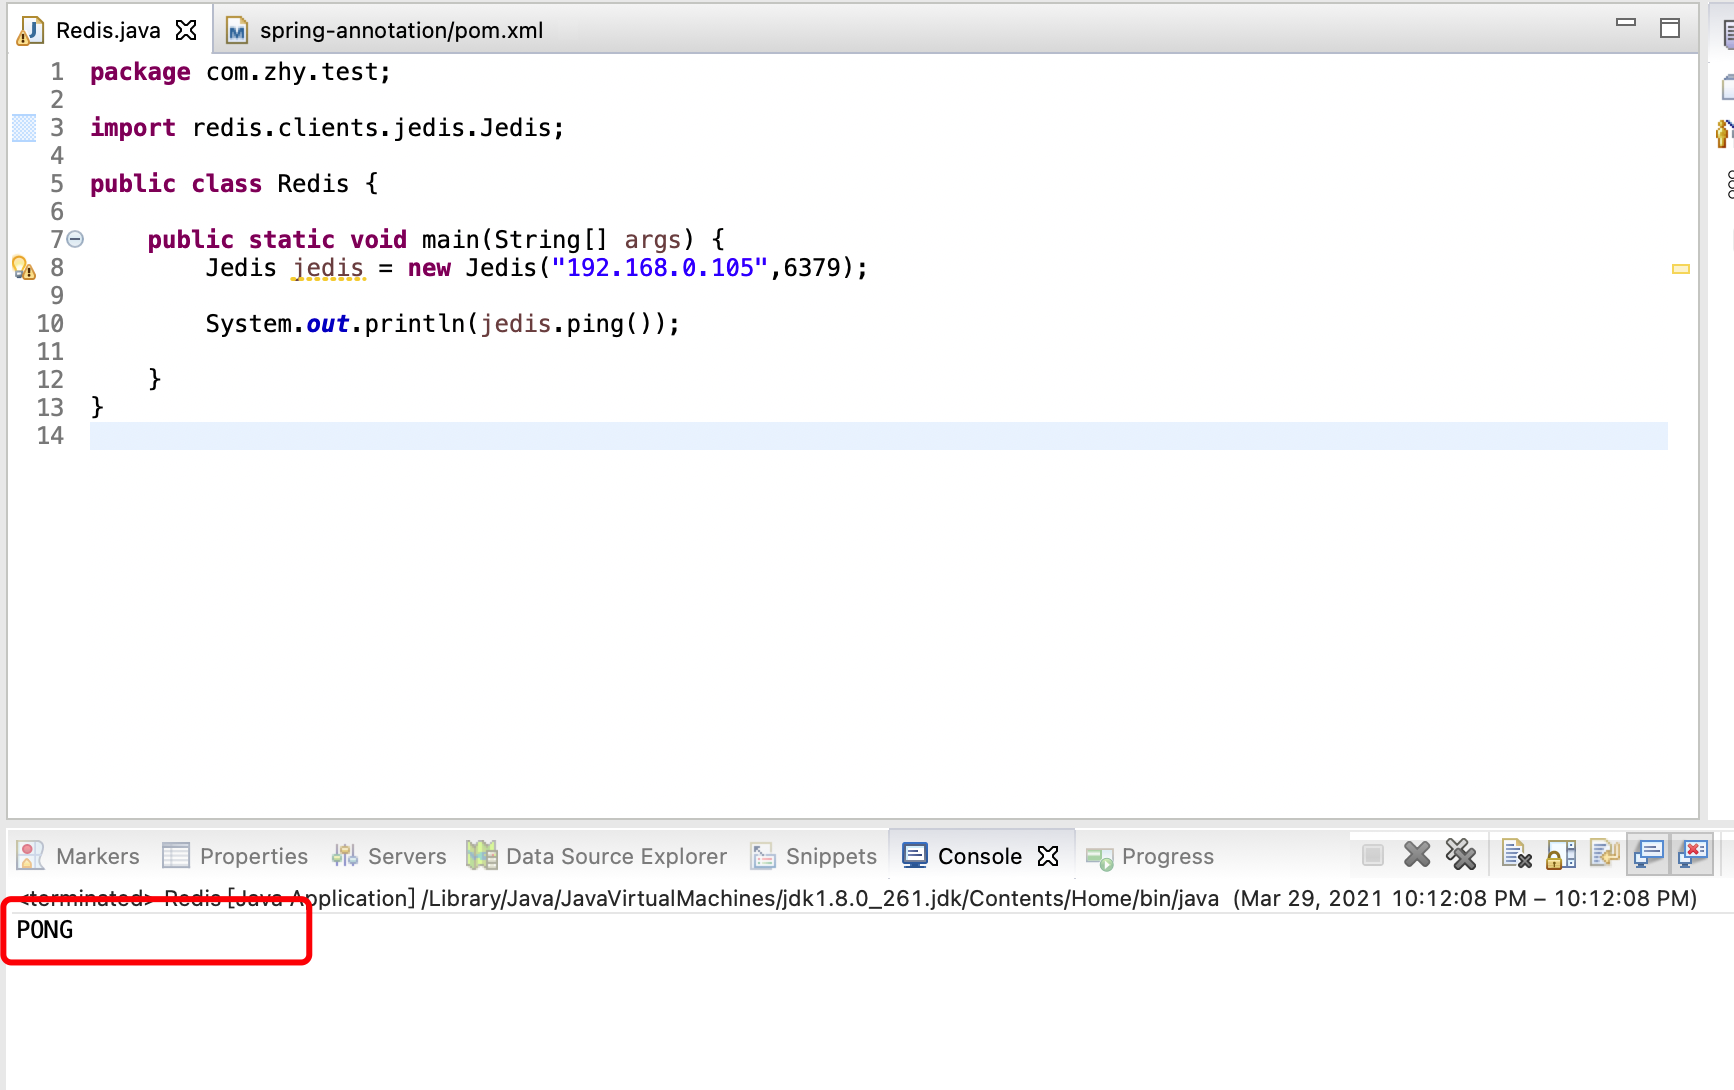 Redis.java spring-annotation/pom.xml
1 package com.zhy.test;
2
3 import redis.clients.jedis.Jedis;
4
5 public class Redis {
6
7 public static void main(String[] args) {
8 Jedis jedis = new Jedis("192.168.0.105",6379);
9
10 System.out.println(jedis.ping());
11
12 }
13 }
14
Markers Properties Servers Data Source Explorer Snippets Console Progress
<terminated> Redis [Java Application] /Library/Java/JavaVirtualMachines/jdk1.8.0_261.jdk/Contents/Home/bin/java (Mar 29, 2021 10:12:08 PM – 10:12:08 PM)
PONG